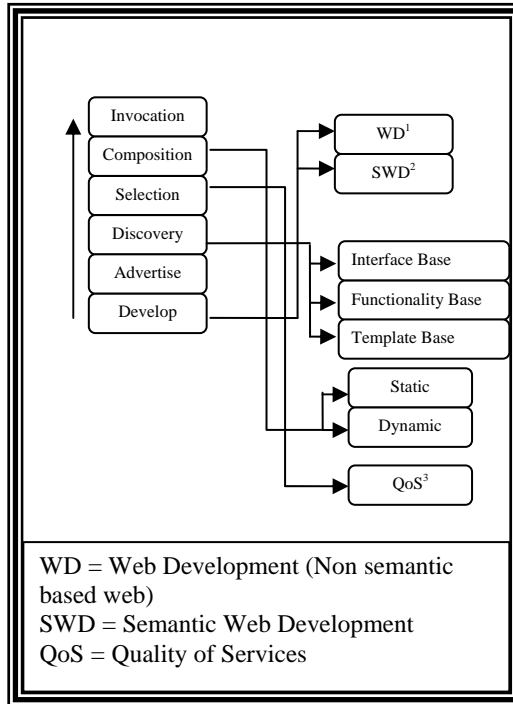 Invocation
Composition
Selection
Discovery
Advertise
Develop
WD¹
SWD²
Interface Base
Functionality Base
Template Base
Static
Dynamic
QoS³
WD = Web Development (Non semantic
based web)
SWD = Semantic Web Development
QoS = Quality of Services